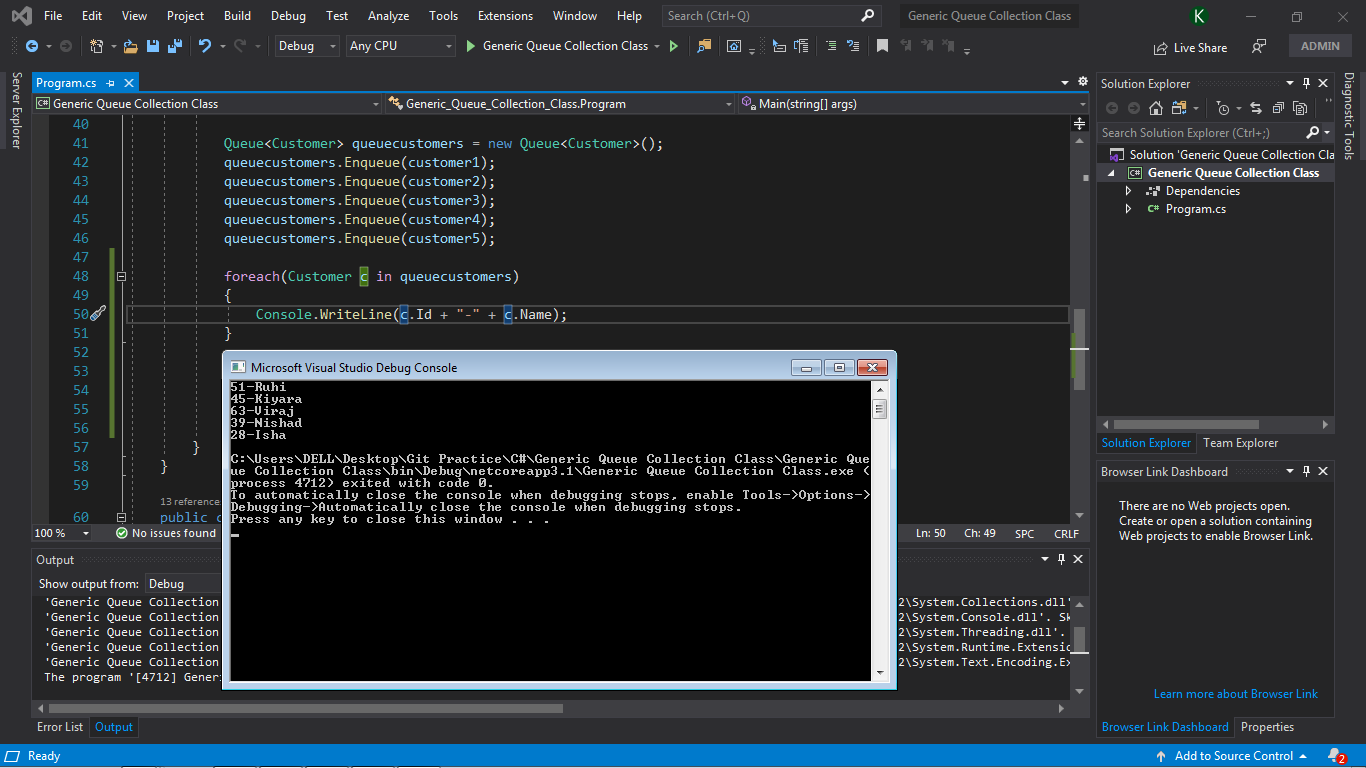 File Edit View Project Build Debug Test Analyze Tools Extensions Window Help Search (Ctrl+Q) Generic Queue Collection Class K
Debug Any CPU Generic Queue Collection Class Live Share ADMIN
Server Explorer
Program.cs
C# Generic Queue Collection Class Generic_Queue_Collection_Class.Program Main(string[] args)
40
41 Queue<Customer> queuecustomers = new Queue<Customer>();
42 queuecustomers.Enqueue(customer1);
43 queuecustomers.Enqueue(customer2);
44 queuecustomers.Enqueue(customer3);
45 queuecustomers.Enqueue(customer4);
46 queuecustomers.Enqueue(customer5);
47
48 foreach(Customer c in queuecustomers)
49 {
50 Console.WriteLine(c.Id + "-" + c.Name);
51 }
52
53
54
55
56
57 }
58 }
59
13 reference
60 public c
100 % No issues found Ln: 50 Ch: 49 SPC CRLF
Microsoft Visual Studio Debug Console
51-Ruhi
45-Kiyara
63-Viraj
39-Nishad
28-Isha
C:\Users\DELL\Desktop\Git Practice\C#\Generic Queue Collection Class\Generic Que
ue Collection Class\bin\Debug\netcoreapp3.1\Generic Queue Collection Class.exe (
process 4712) exited with code 0.
To automatically close the console when debugging stops, enable Tools->Options->
Debugging->Automatically close the console when debugging stops.
Press any key to close this window . . .
Output
Show output from: Debug
'Generic Queue Collection 2\System.Collections.dll'
'Generic Queue Collection 2\System.Console.dll'. Sk
'Generic Queue Collection 2\System.Threading.dll'.
'Generic Queue Collection 2\System.Runtime.Extensio
'Generic Queue Collection 2\System.Text.Encoding.Ex
The program '[4712] Generi
Error List Output
Solution Explorer
Search Solution Explorer (Ctrl+;)
Solution 'Generic Queue Collection Cla
C# Generic Queue Collection Class
Dependencies
C# Program.cs
Solution Explorer Team Explorer
Browser Link Dashboard
There are no Web projects open.
Create or open a solution containing
Web projects to enable Browser Link.
Learn more about Browser Link
Browser Link Dashboard Properties
Diagnostic Tools
Ready Add to Source Control 2